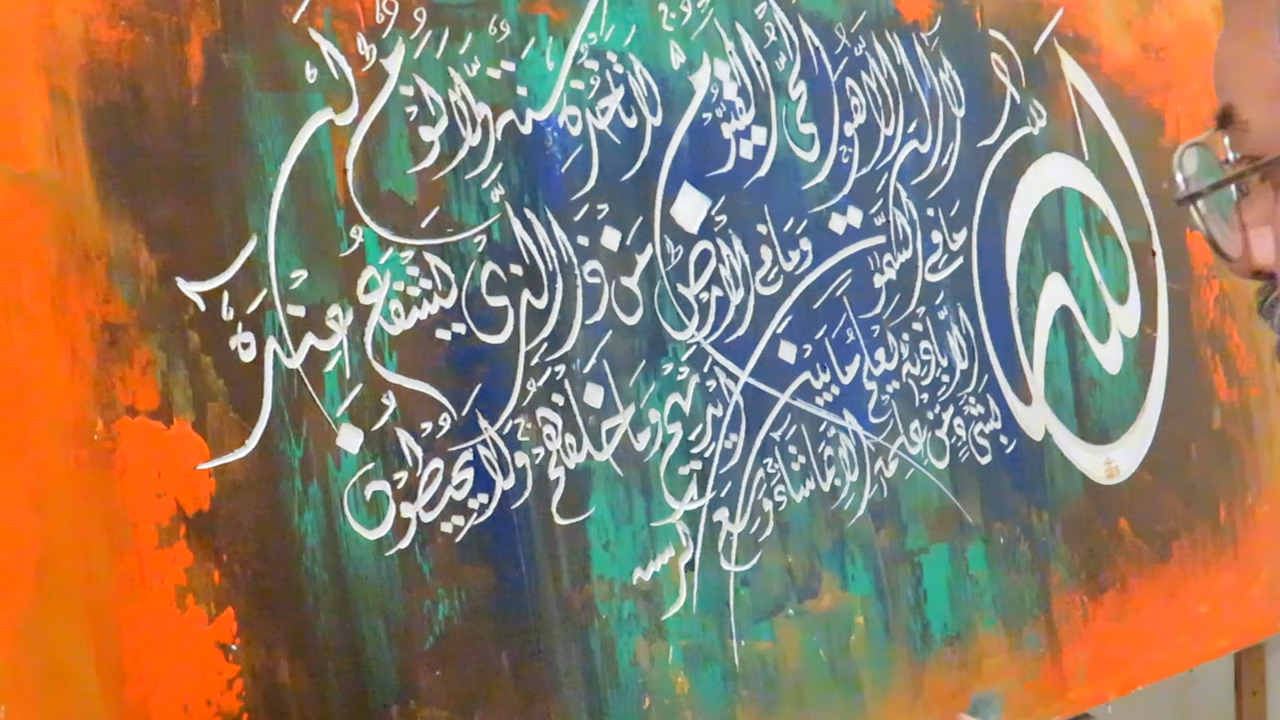 الله لا إله إلا هو الحي القيوم لا تأخذه سنة ولا نوم له
ما في السموت وما في الأرض من ذا الذي يشفع عنده
إلا بإذنه يعلم ما بين أيديهم وما خلفهم ولا يحيطون
بشيء من علمه إلا بما شاء وسع كرسيه